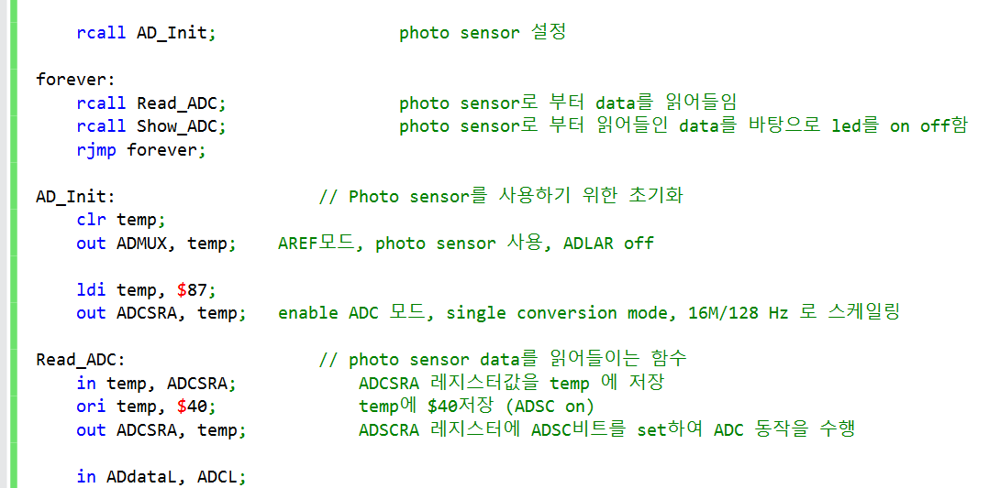 rcall AD_Init; photo sensor 설정
forever:
rcall Read_ADC; photo sensor로 부터 data를 읽어들임
rcall Show_ADC; photo sensor로 부터 읽어들인 data를 바탕으로 led를 on off함
rjmp forever;
AD_Init: // Photo sensor를 사용하기 위한 초기화
clr temp;
out ADMUX, temp; AREF모드, photo sensor 사용, ADLAR off
ldi temp, $87;
out ADCSRA, temp; enable ADC 모드, single conversion mode, 16M/128 Hz 로 스케일링
Read_ADC: // photo sensor data를 읽어들이는 함수
in temp, ADCSRA; ADCSRA 레지스터값을 temp 에 저장
ori temp, $40; temp에 $40저장 (ADSC on)
out ADCSRA, temp; ADSCRA 레지스터에 ADSC비트를 set하여 ADC 동작을 수행
in ADdataL, ADCL;